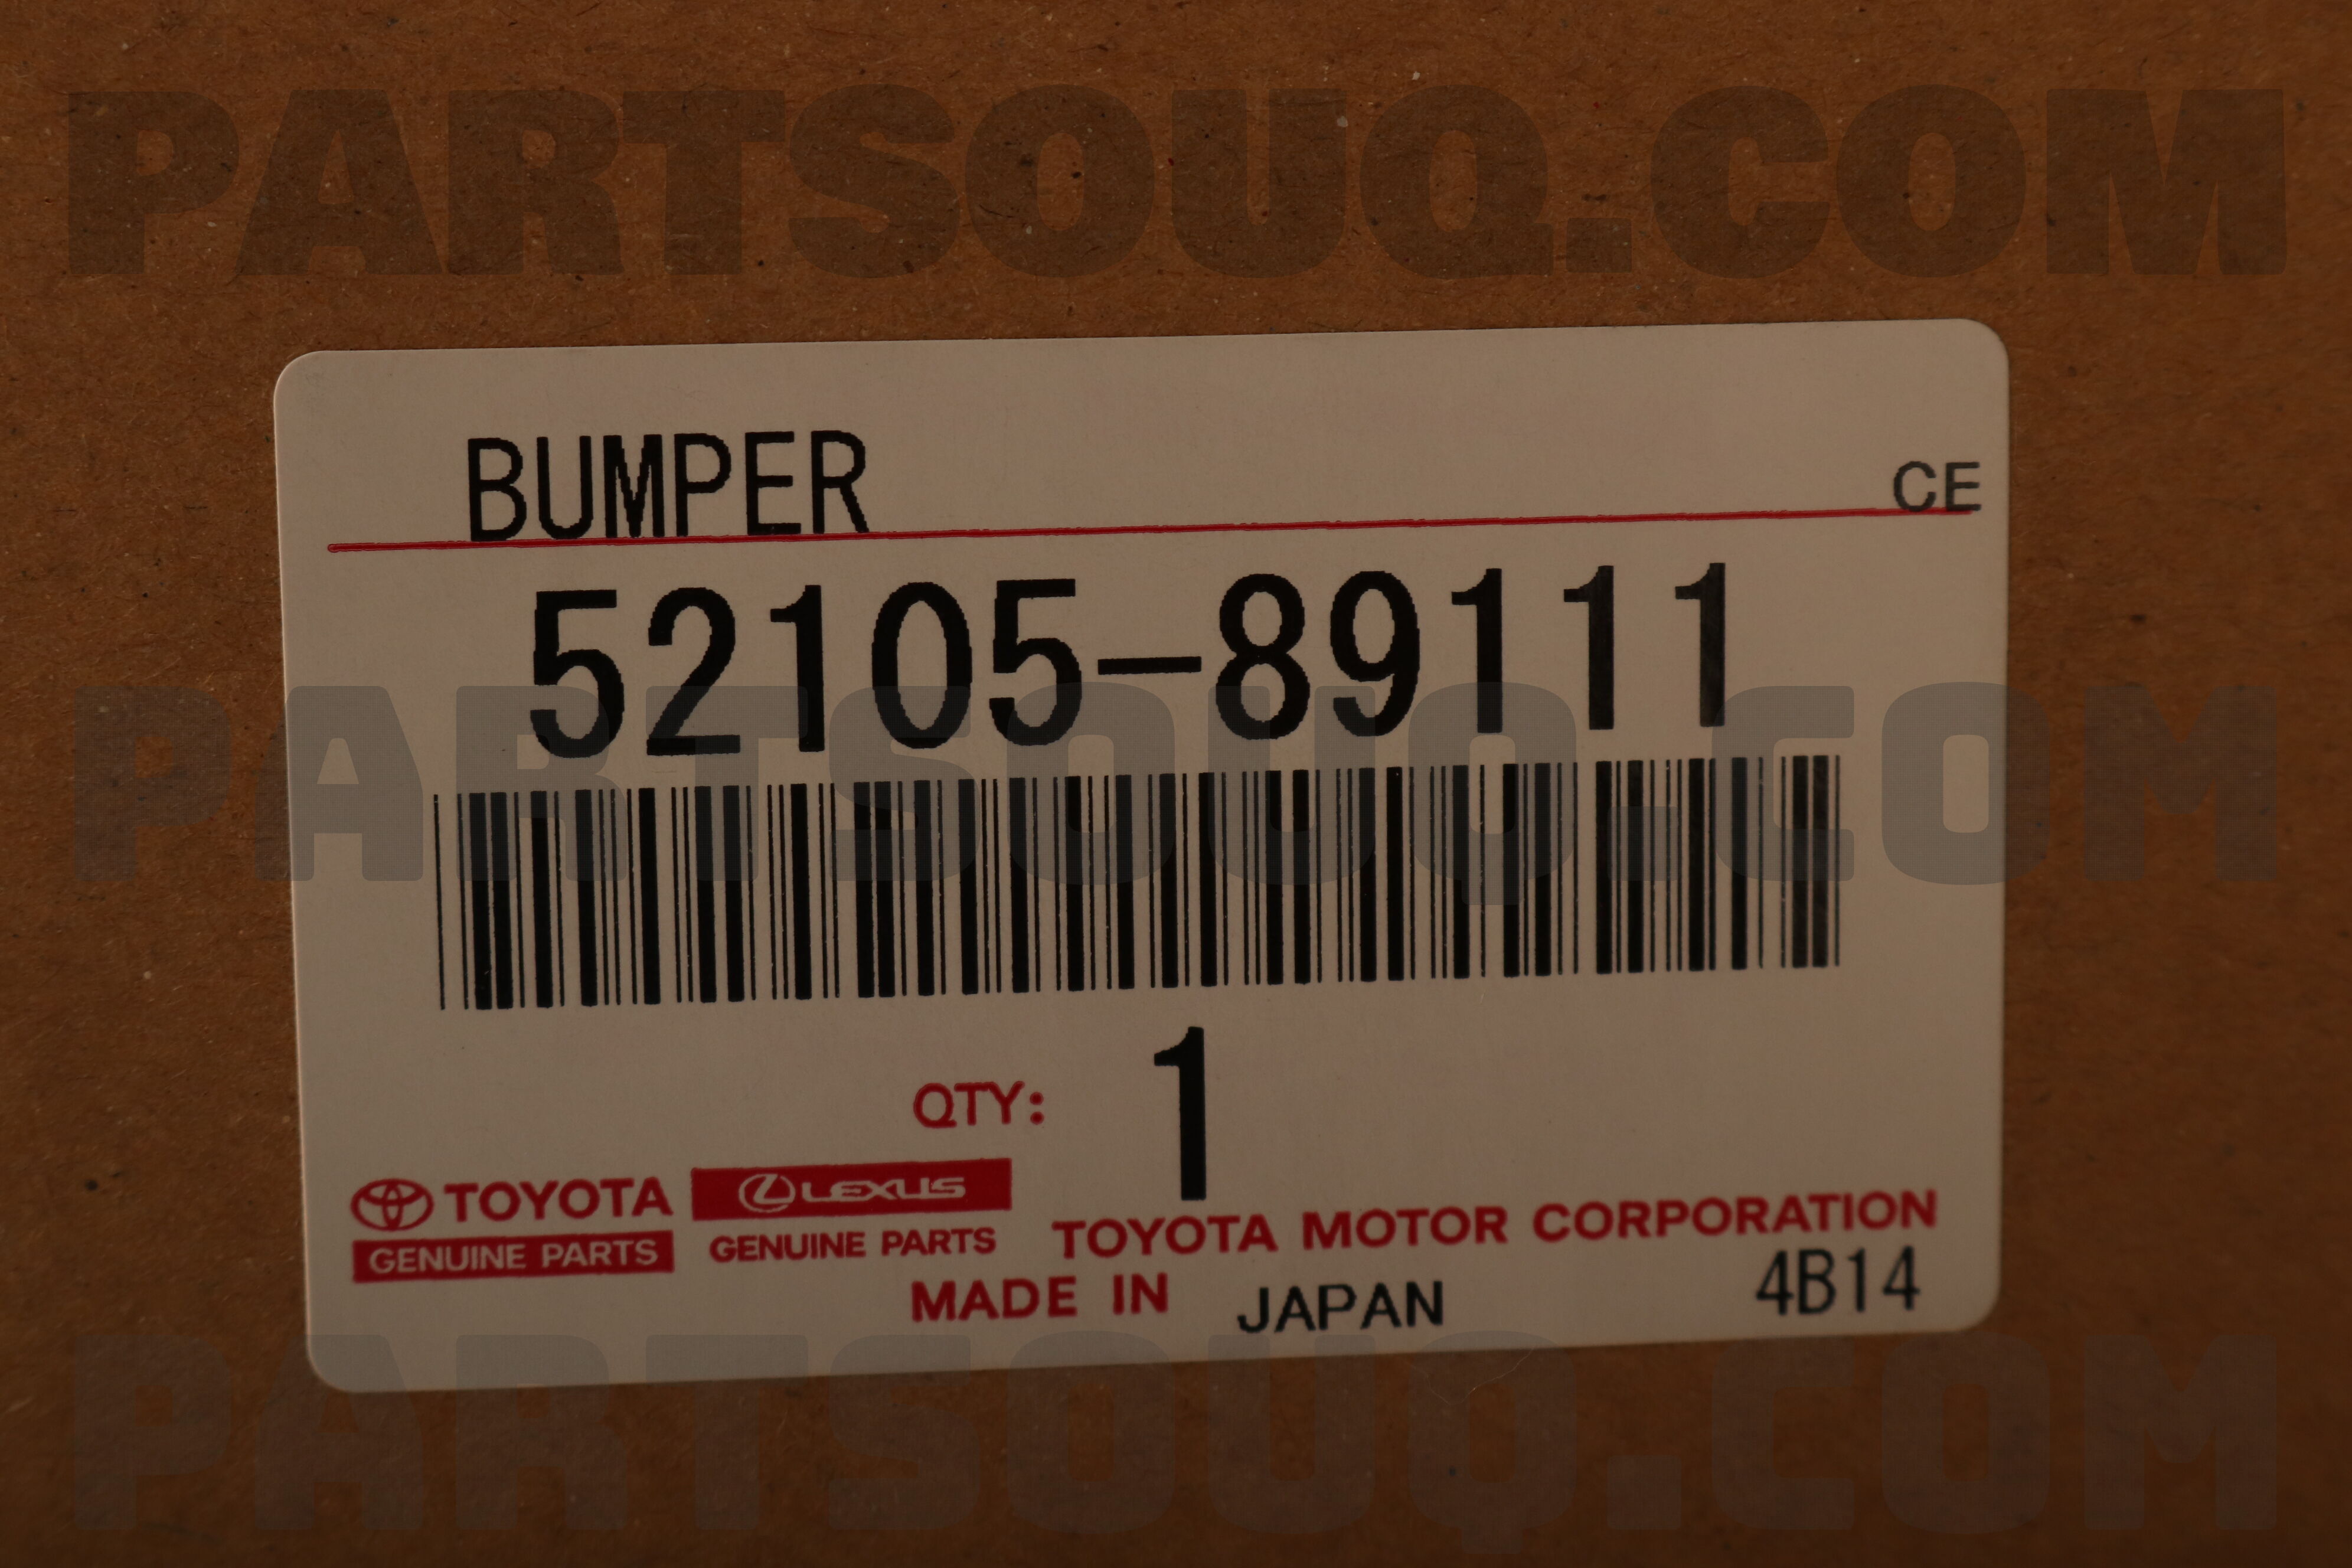 PARTSOUQ.COM
BUMPER
CE
52105-89111
PARTSOUQ.COM
QTY: 1
TOYOTA
LEXUS
GENUINE PARTS
GENUINE PARTS
TOYOTA MOTOR CORPORATION
MADE IN JAPAN
4B14
PARTSOUQ.COM